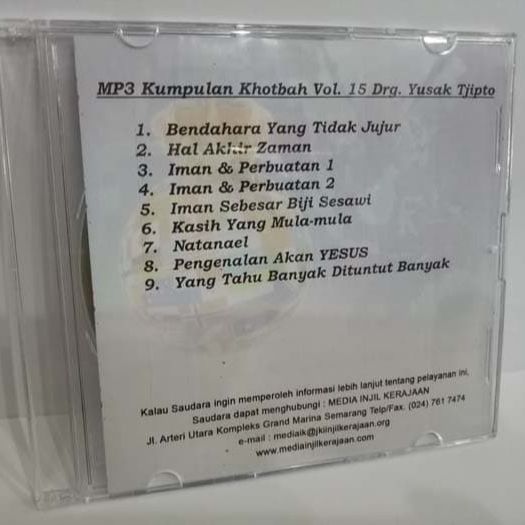 MP3 Kumpulan Khotbah Vol. 15 Drg. Yusak Tjipto
1. Bendahara Yang Tidak Jujur
2. Hal Akhir Zaman
3. Iman & Perbuatan 1
4. Iman & Perbuatan 2
5. Iman Sebesar Biji Sesawi
6. Kasih Yang Mula-mula
7. Natanael
8. Pengenalan Akan YESUS
9. Yang Tahu Banyak Dituntut Banyak
Kalau Saudara ingin memperoleh informasi lebih lanjut tentang pelayanan ini,
Saudara dapat menghubungi : MEDIA INJIL KERAJAAN
Jl. Arteri Utara Kompleks Grand Marina Semarang Telp/Fax. (024) 761 7474
e-mail : mediaik@jkiinjilkerajaan.org
www.mediainjilkerajaan.com